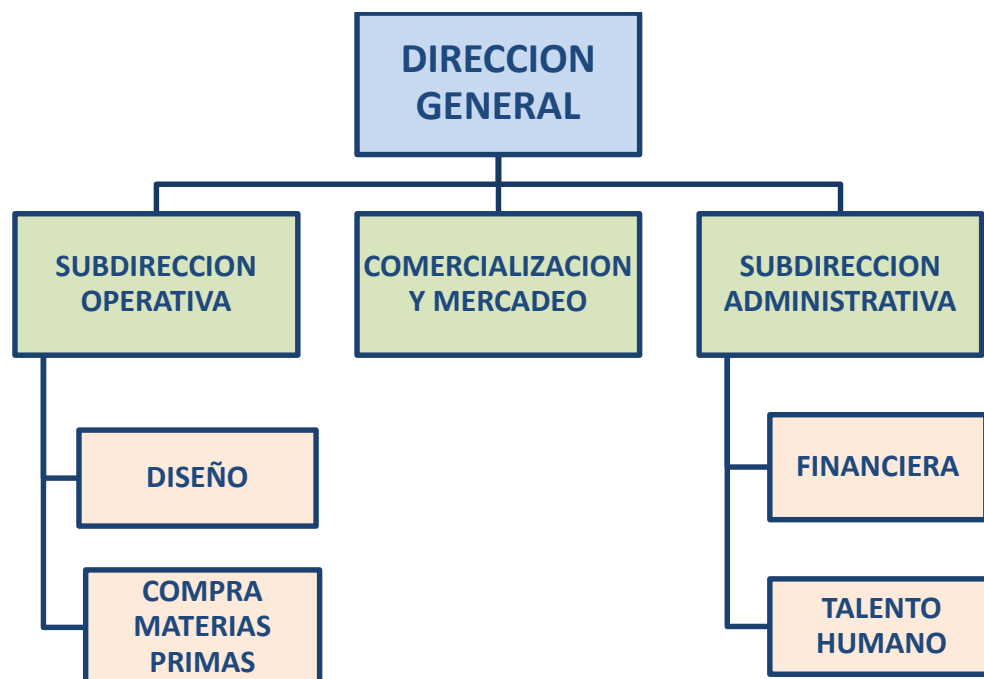 DIRECCION
GENERAL
SUBDIRECCION
OPERATIVA
COMERCIALIZACION
Y MERCADEO
SUBDIRECCION
ADMINISTRATIVA
DISEÑO
FINANCIERA
COMPRA
MATERIAS
PRIMAS
TALENTO
HUMANO